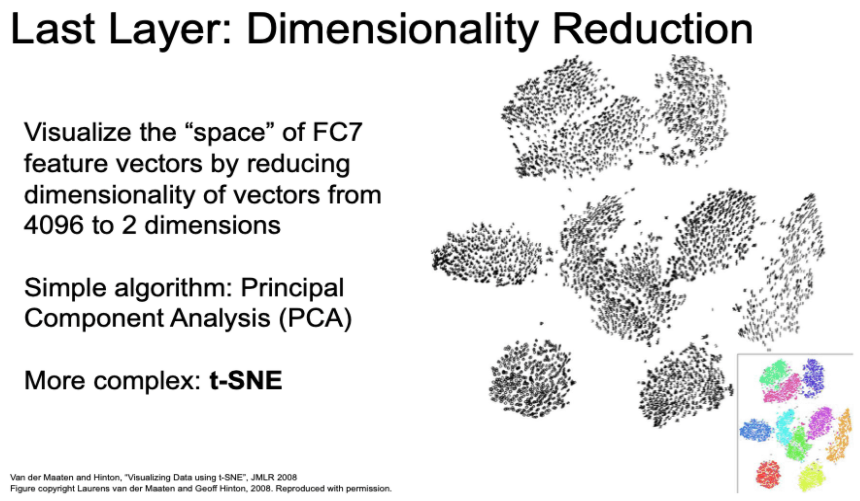 Last Layer: Dimensionality Reduction
Visualize the “space” of FC7
feature vectors by reducing
dimensionality of vectors from
4096 to 2 dimensions
Simple algorithm: Principal
Component Analysis (PCA)
More complex: t-SNE
Van der Maaten and Hinton, “Visualizing Data using t-SNE”, JMLR 2008
Figure copyright Laurens van der Maaten and Geoff Hinton, 2008. Reproduced with permission.